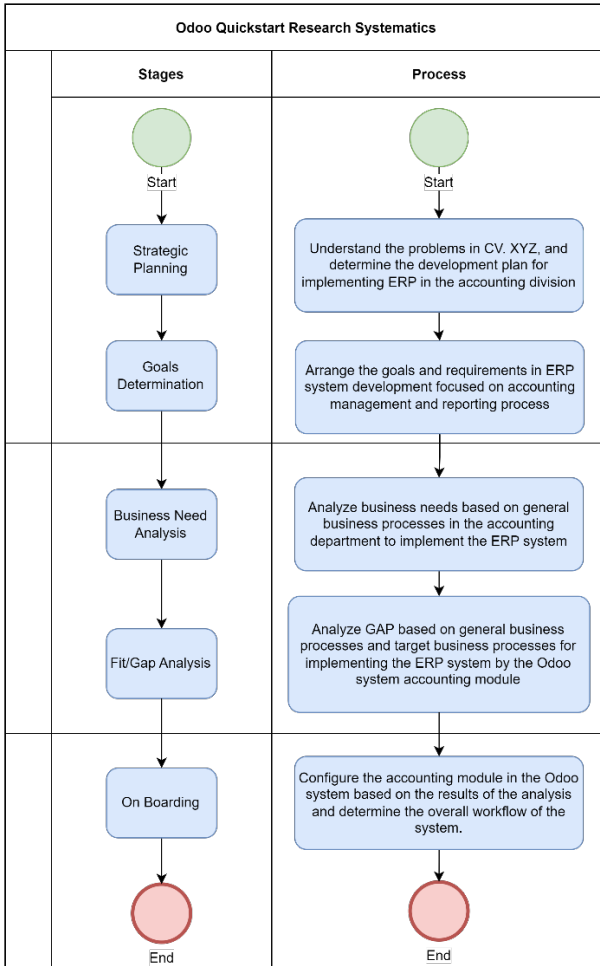 Odoo Quickstart Research Systematics
Stages
Process
Start
Start
Strategic
Planning
Understand the problems in CV. XYZ, and
determine the development plan for
implementing ERP in the accounting division
Goals
Determination
Arrange the goals and requirements in ERP
system development focused on accounting
management and reporting process
Business Need
Analysis
Analyze business needs based on general
business processes in the accounting
department to implement the ERP system
Fit/Gap Analysis
Analyze GAP based on general business
processes and target business processes for
implementing the ERP system by the Odoo
system accounting module
On Boarding
Configure the accounting module in the Odoo
system based on the results of the analysis
and determine the overall workflow of the
system.
End
End